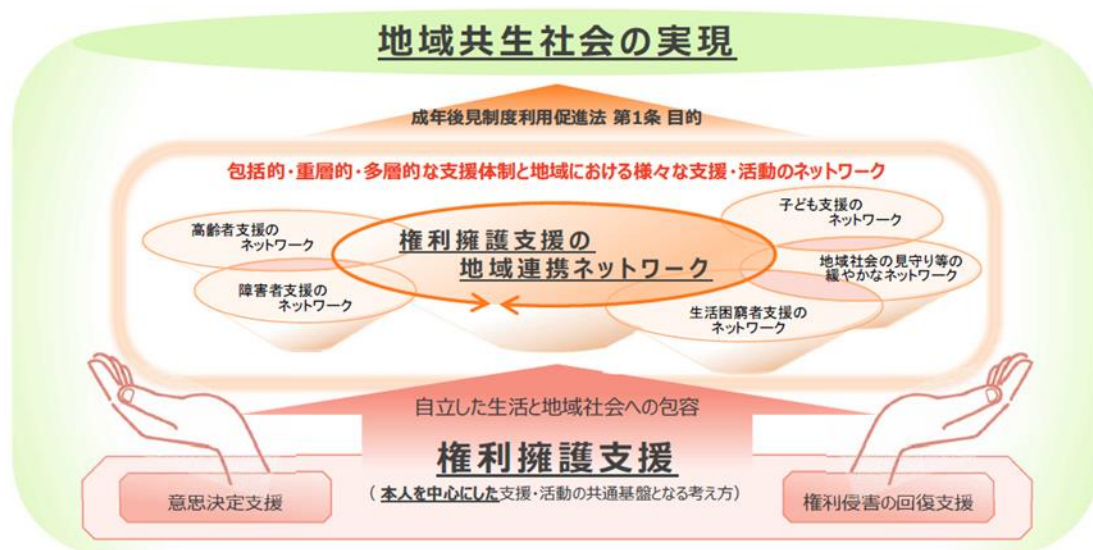 地域共生社会の実現
成年後見制度利用促進法 第1条 目的
包括的・重層的・多層的な支援体制と地域における様々な支援・活動のネットワーク
高齢者支援の
ネットワーク
障害者支援の
ネットワーク
権利擁護支援の
地域連携ネットワーク
子ども支援の
ネットワーク
地域社会の見守り等の
緩やかなネットワーク
生活困窮者支援の
ネットワーク
自立した生活と地域社会への包容
権利擁護支援
(本人を中心にした支援・活動の共通基盤となる考え方)
意思決定支援
権利侵害の回復支援